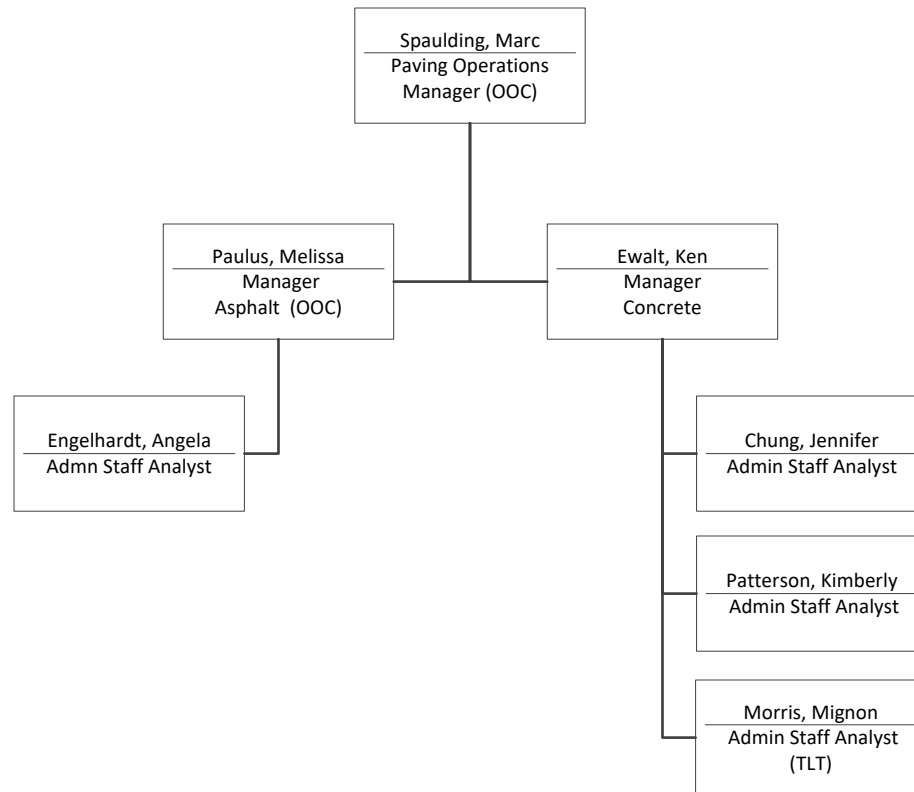 Spaulding, Marc
Paving Operations
Manager (OOC)
Paulus, Melissa
Manager
Asphalt  (OOC)
Ewalt, Ken
Manager
Concrete
Engelhardt, Angela
Admn Staff Analyst
Chung, Jennifer
Admin Staff Analyst
Patterson, Kimberly
Admin Staff Analyst
Morris, Mignon
Admin Staff Analyst
(TLT)